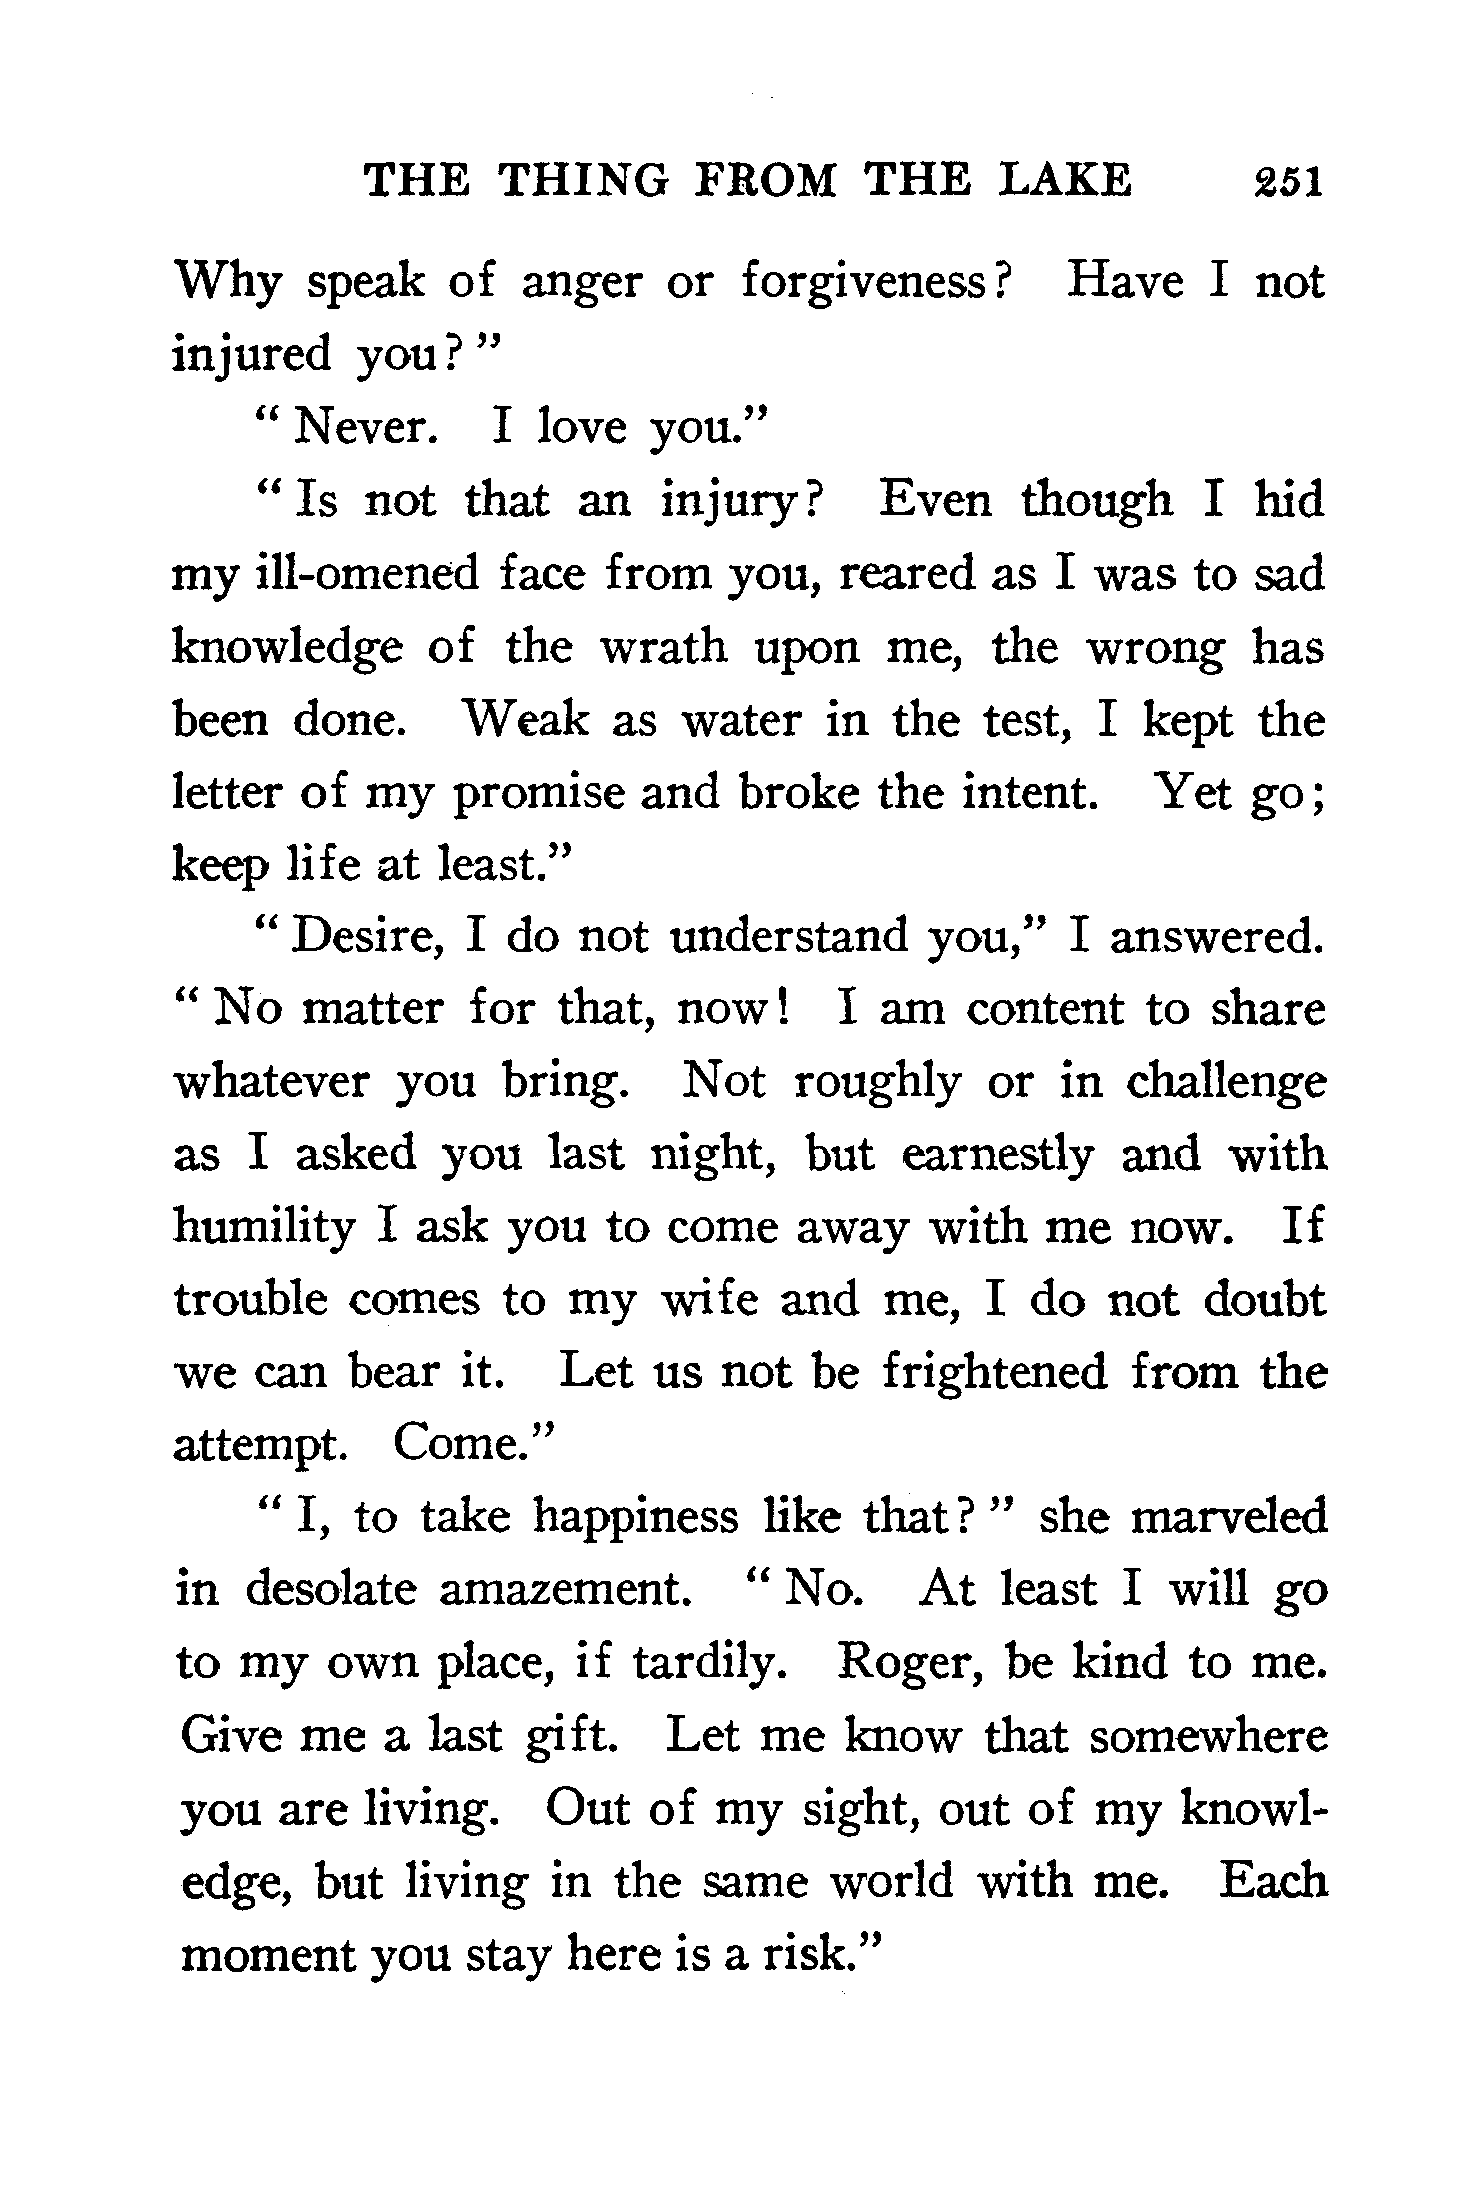 THE THING FROM THE LAKE 251
Why speak of anger or forgiveness? Have I not
injured you?"
"Never. I love you."
"Is not that an injury? Even though I hid
my ill-omened face from you, reared as I was to sad
knowledge of the wrath upon me, the wrong has
been done. Weak as water in the test, I kept the
letter of my promise and broke the intent. Yet go;
keep life at least."
"Desire, I do not understand you," I answered.
"No matter for that, now! I am content to share
whatever you bring. Not roughly or in challenge
as I asked you last night, but earnestly and with
humility I ask you to come away with me now. If
trouble comes to my wife and me, I do not doubt
we can bear it. Let us not be frightened from the
attempt. Come."
"I, to take happiness like that?" she marveled
in desolate amazement. "No. At least I will go
to my own place, if tardily. Roger, be kind to me.
Give me a last gift. Let me know that somewhere
you are living. Out of my sight, out of my knowl-
edge, but living in the same world with me. Each
moment you stay here is a risk."